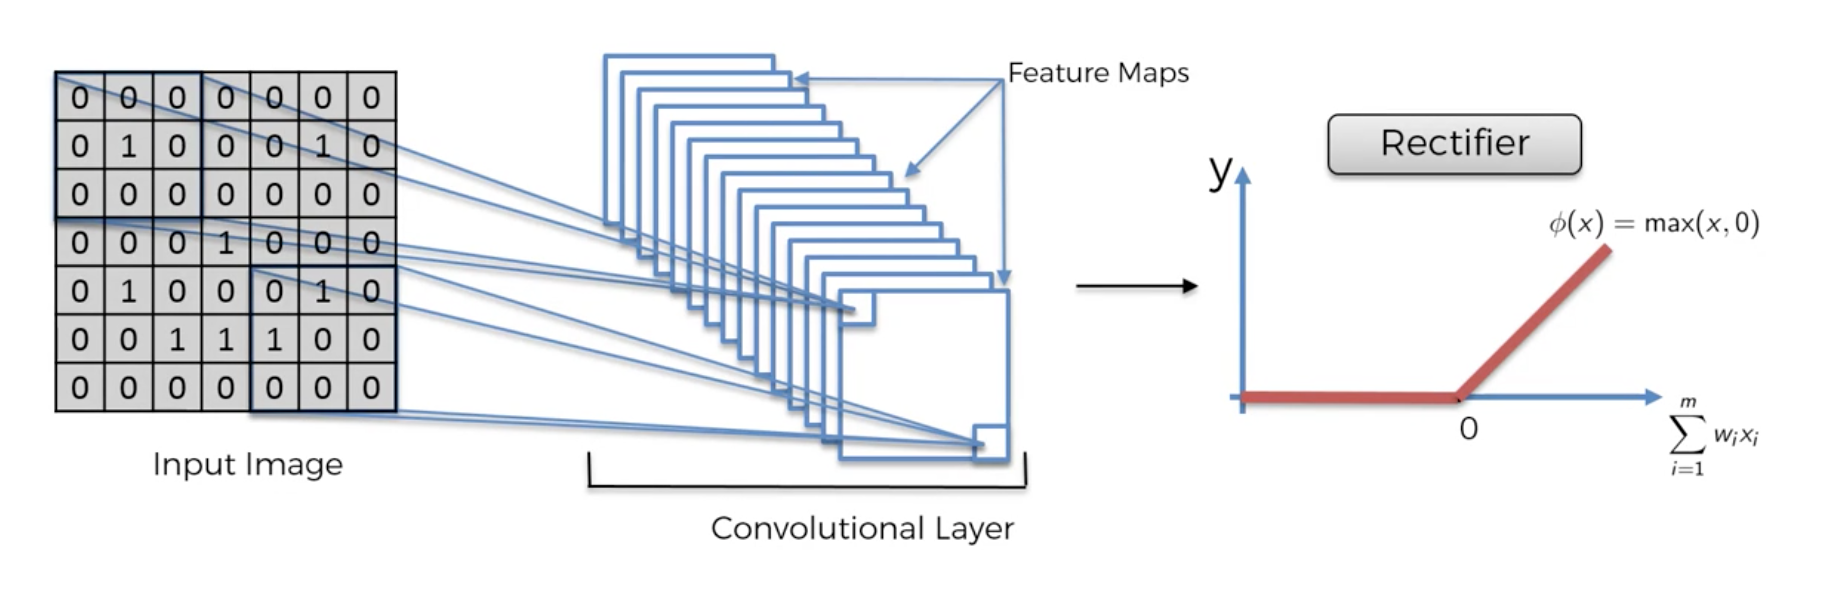 0 0 0 0 0 0 0
0 1 0 0 0 1 0
0 0 0 0 0 0 0
0 0 0 1 0 0 0
0 1 0 0 0 1 0
0 0 1 1 1 0 0
0 0 0 0 0 0 0
Input Image
Feature Maps
Convolutional Layer
Rectifier
y
ϕ(x) = max(x, 0)
0
m
∑ wᵢxᵢ
i=1